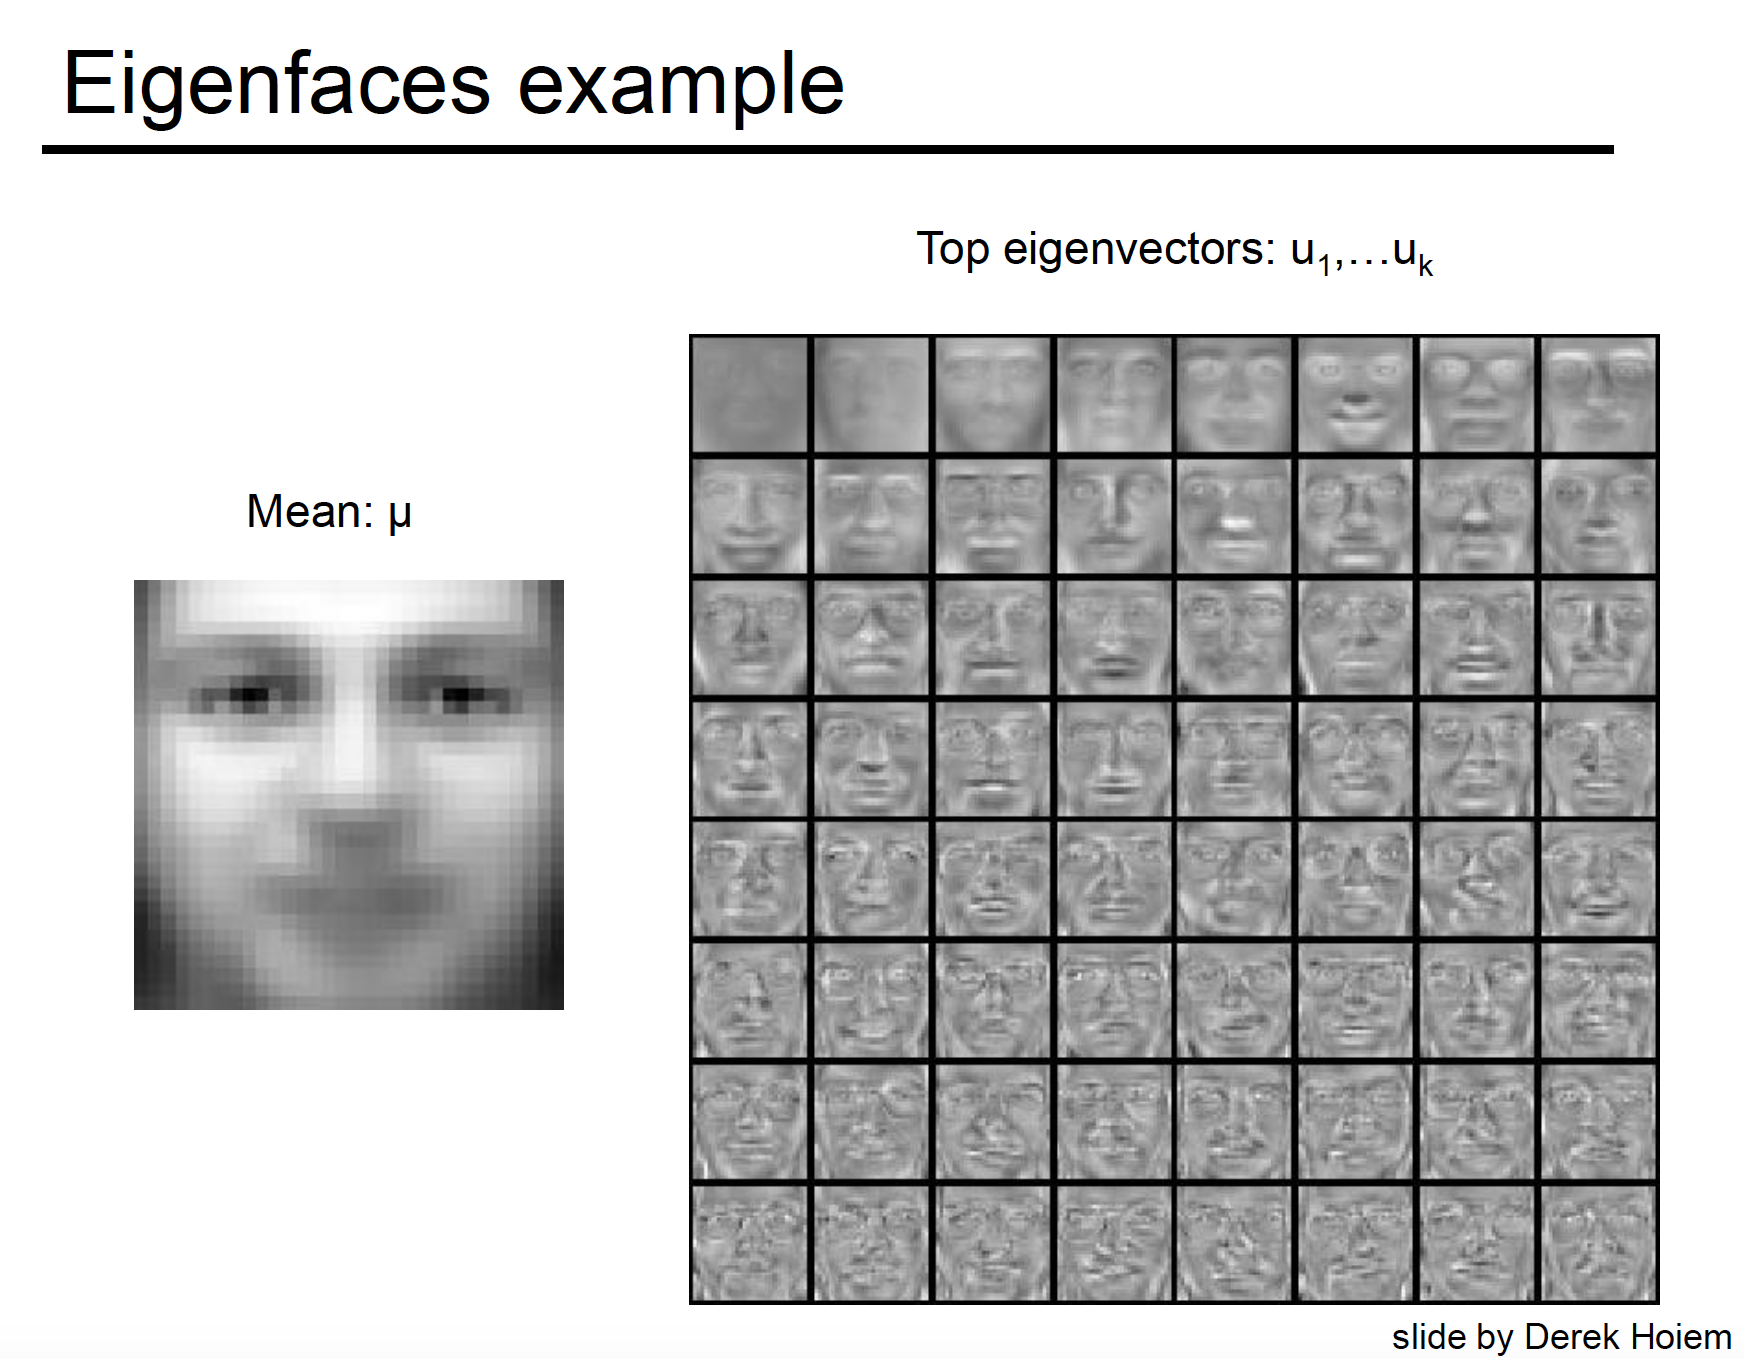 Eigenfaces example
Top eigenvectors: u1,…uk
Mean: μ
slide by Derek Hoiem